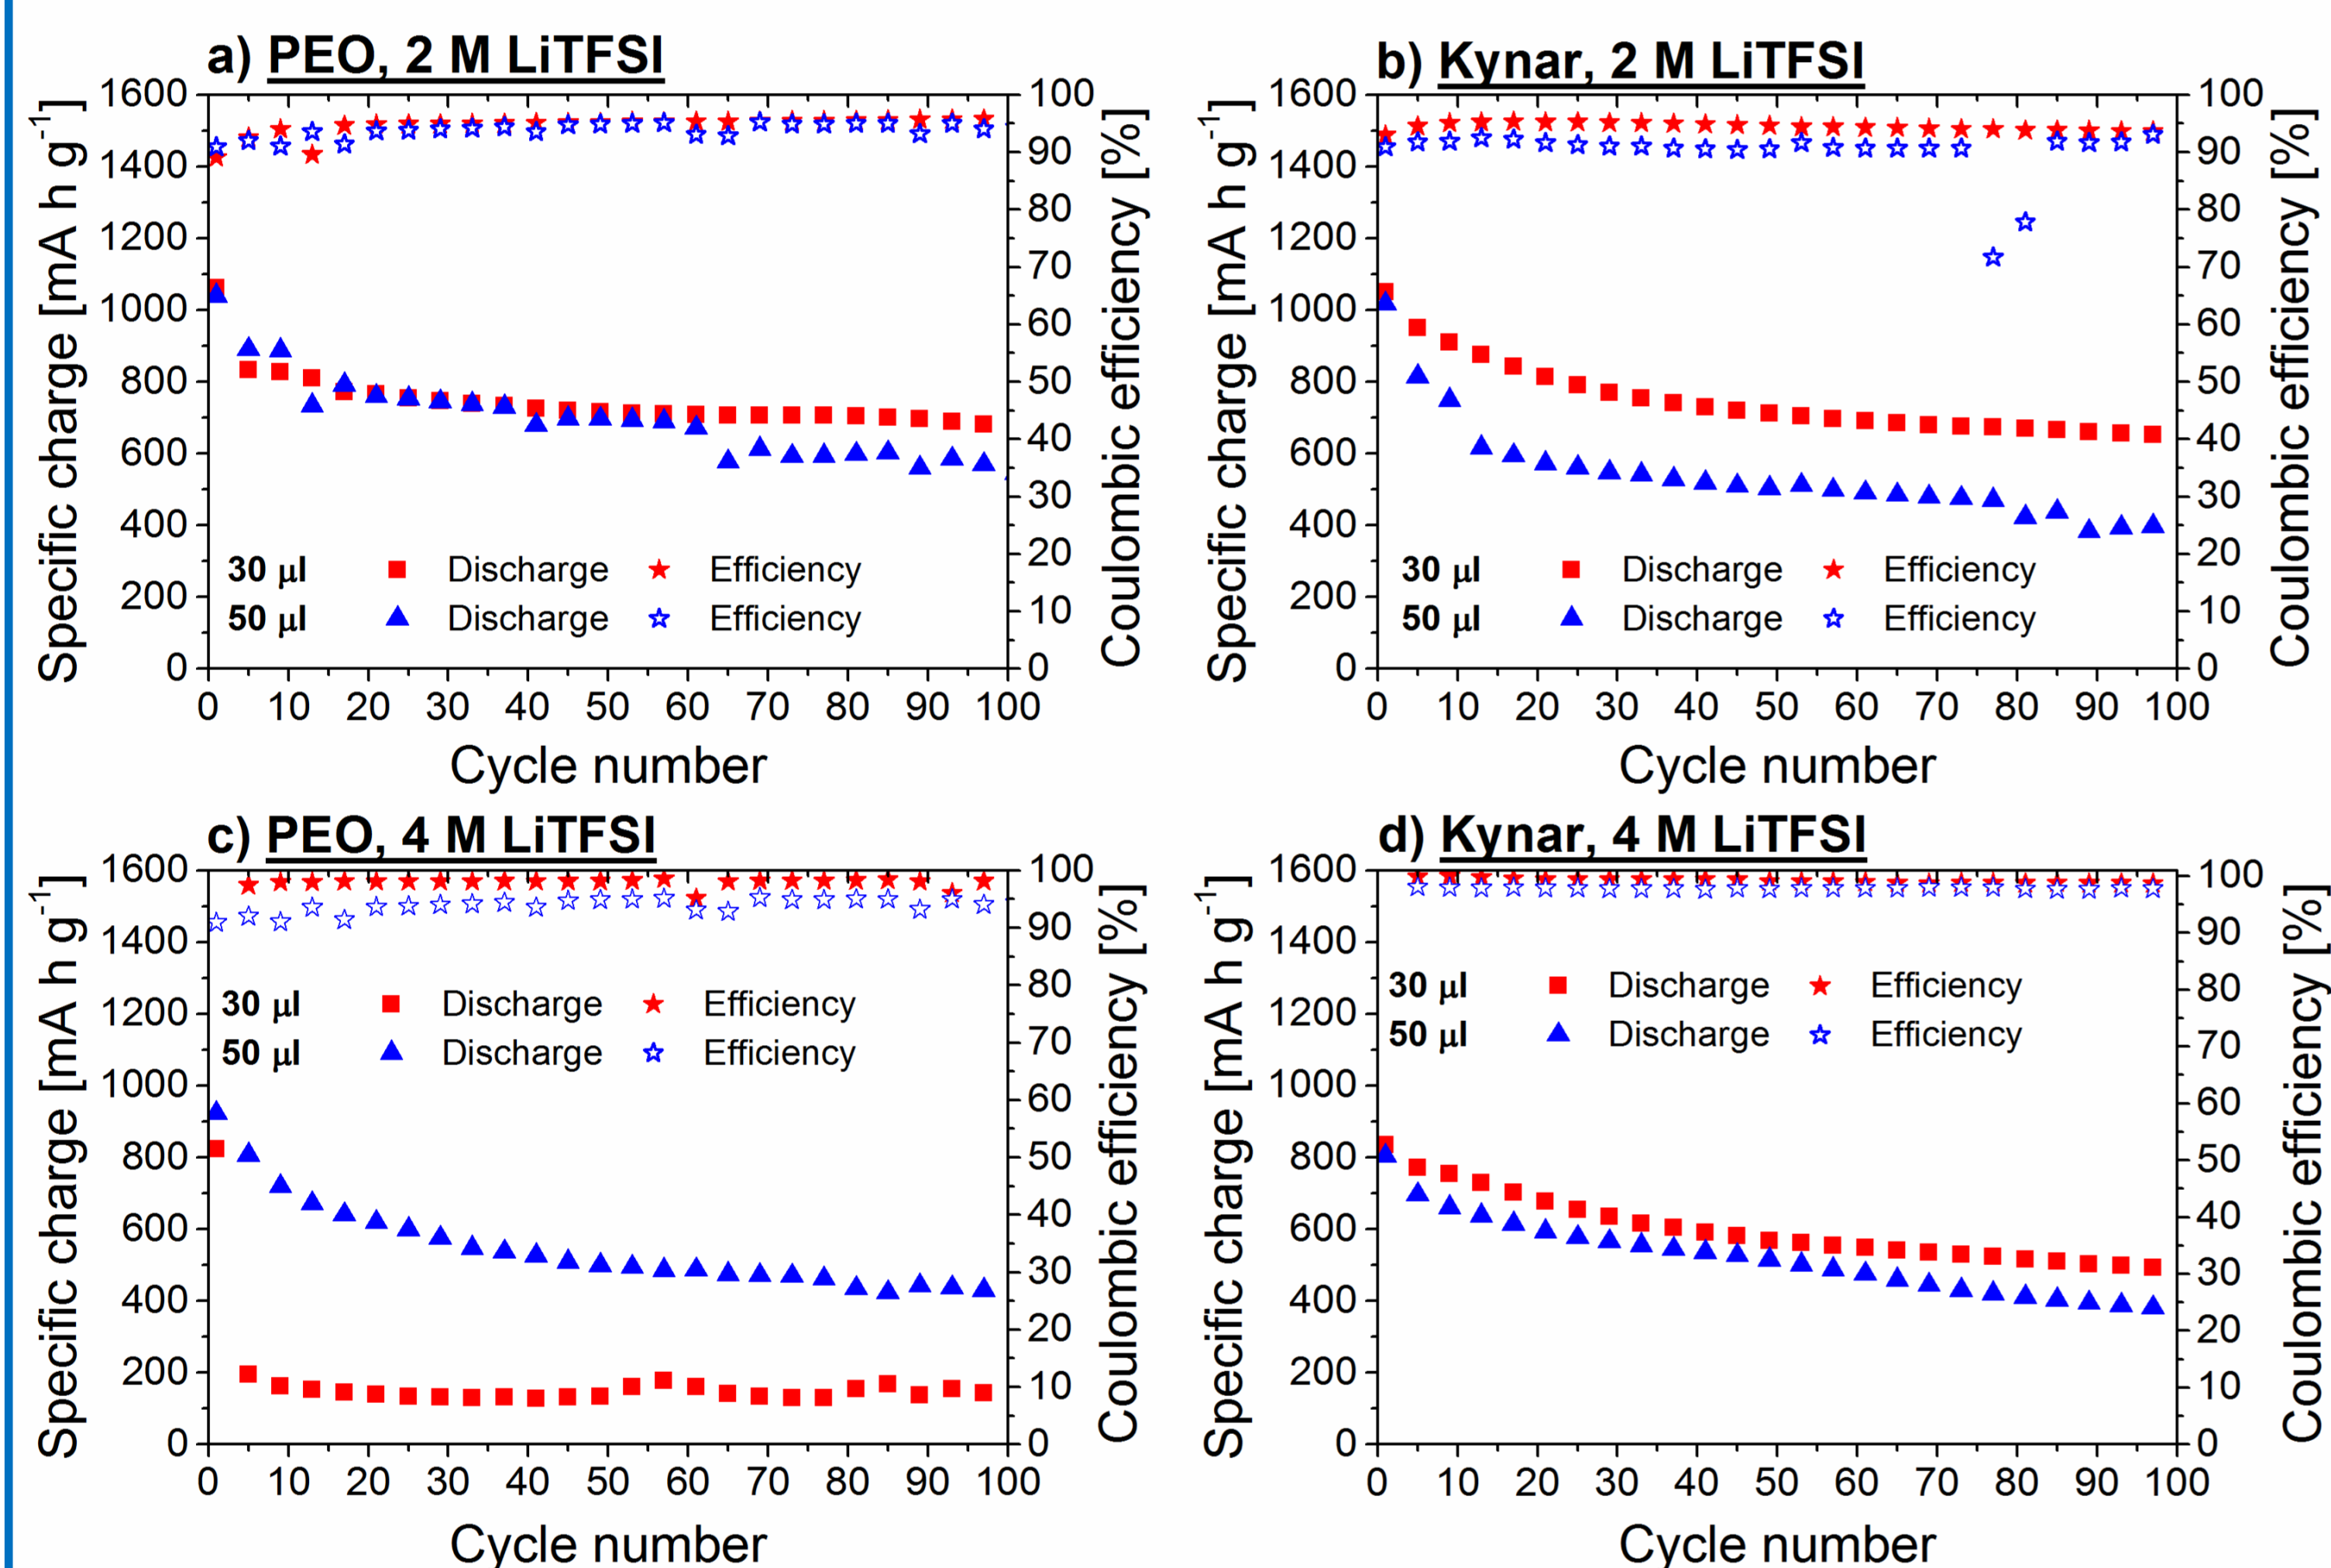 a) PEO, 2 M LiTFSI
1600
1400
1200
1000
800
600
400
200
0
Specific charge [mA h g⁻¹]
100
90
80
70
60
50
40
30
20
10
0
Coulombic efficiency [%]
30 µl Discharge Efficiency
50 µl Discharge Efficiency
0 10 20 30 40 50 60 70 80 90 100
Cycle number
b) Kynar, 2 M LiTFSI
1600
1400
1200
1000
800
600
400
200
0
Specific charge [mA h g⁻¹]
100
90
80
70
60
50
40
30
20
10
0
Coulombic efficiency [%]
30 µl Discharge Efficiency
50 µl Discharge Efficiency
0 10 20 30 40 50 60 70 80 90 100
Cycle number
c) PEO, 4 M LiTFSI
1600
1400
1200
1000
800
600
400
200
0
Specific charge [mA h g⁻¹]
100
90
80
70
60
50
40
30
20
10
0
Coulombic efficiency [%]
30 µl Discharge Efficiency
50 µl Discharge Efficiency
0 10 20 30 40 50 60 70 80 90 100
Cycle number
d) Kynar, 4 M LiTFSI
1600
1400
1200
1000
800
600
400
200
0
Specific charge [mA h g⁻¹]
100
90
80
70
60
50
40
30
20
10
0
Coulombic efficiency [%]
30 µl Discharge Efficiency
50 µl Discharge Efficiency
0 10 20 30 40 50 60 70 80 90 100
Cycle number